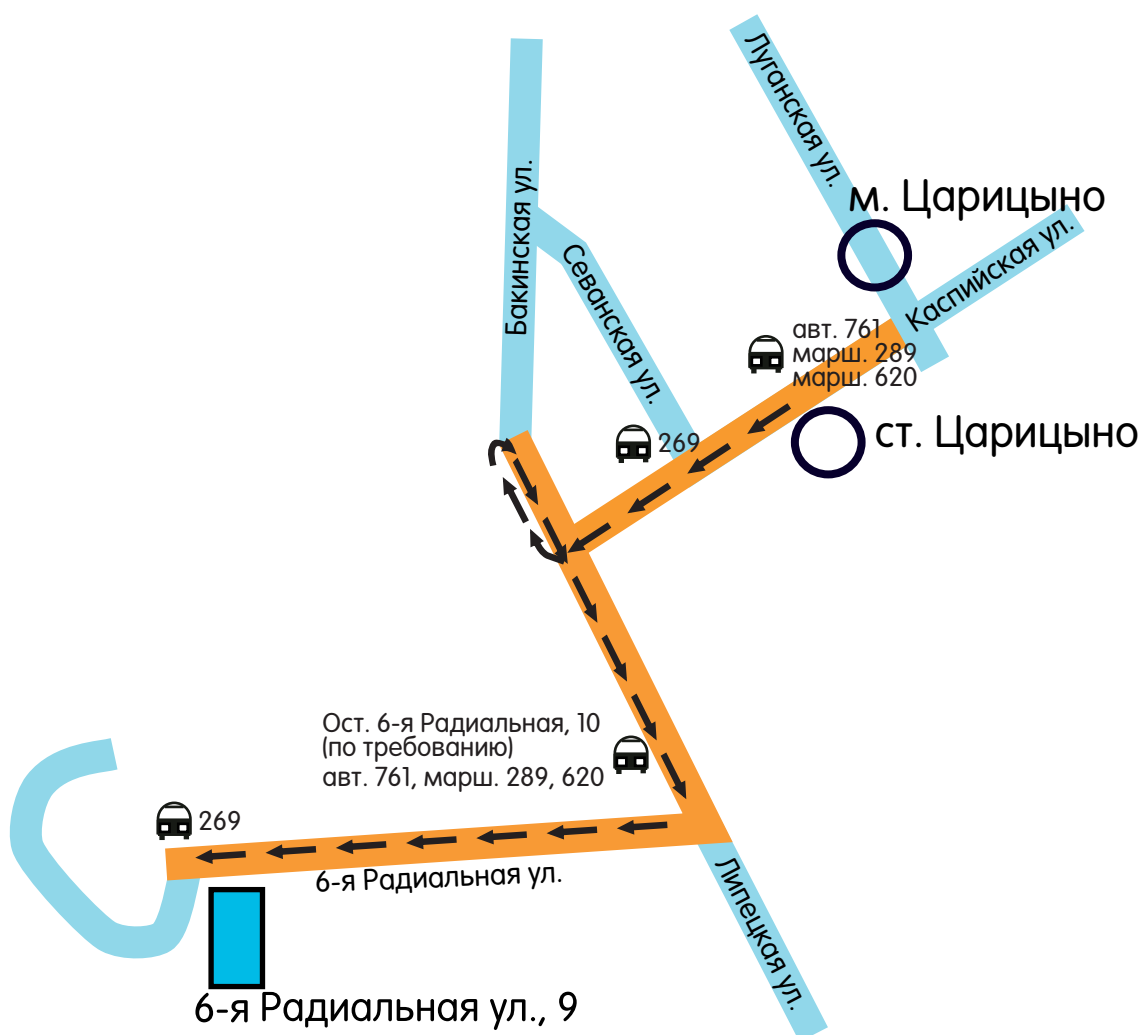 Луганская ул.
м. Царицыно
Бакинская ул.
Севанская ул.
Каспийская ул.
авт. 761
марш. 289
марш. 620
269
ст. Царицыно
Ост. 6-я Радиальная, 10
(по требованию)
авт. 761, марш. 289, 620
269
6-я Радиальная ул.
Липецкая ул.
6-я Радиальная ул., 9